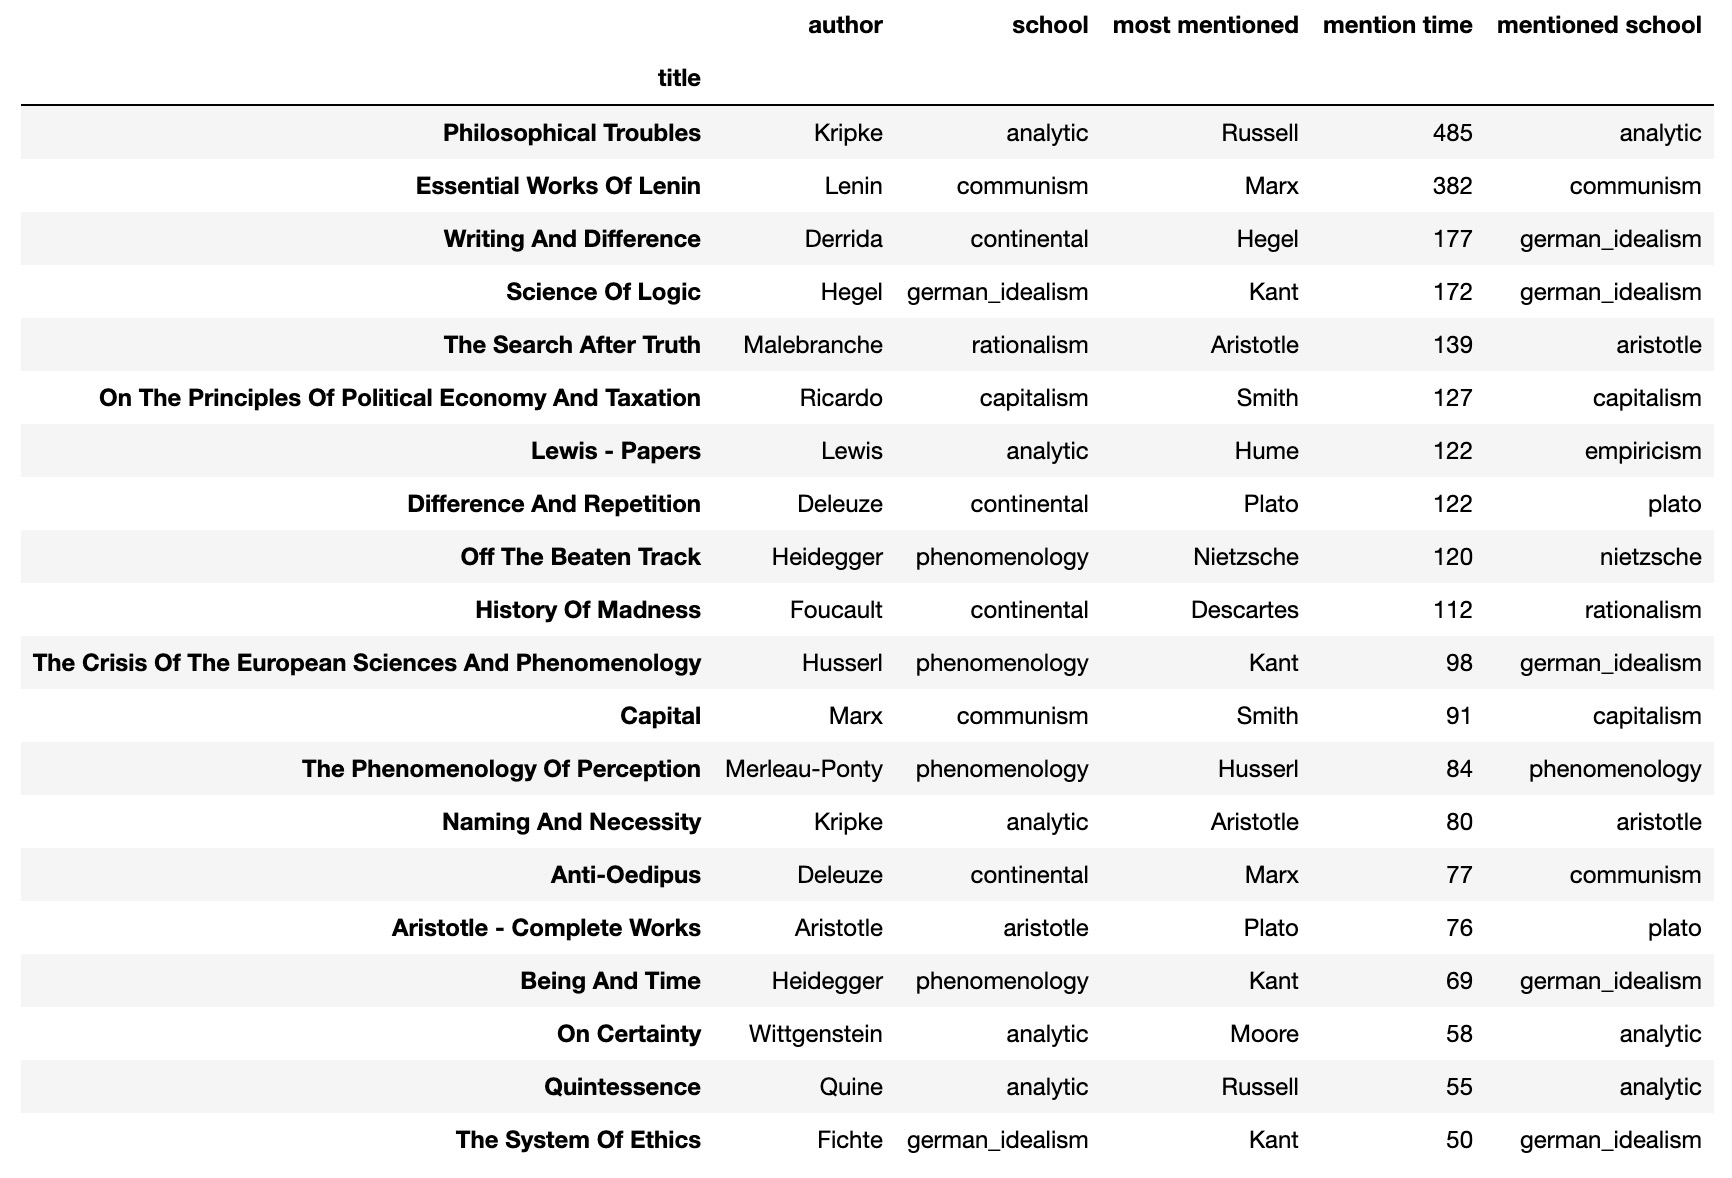 author school most mentioned mention time mentioned school
title
Philosophical Troubles Kripke analytic Russell 485 analytic
Essential Works Of Lenin Lenin communism Marx 382 communism
Writing And Difference Derrida continental Hegel 177 german_idealism
Science Of Logic Hegel german_idealism Kant 172 german_idealism
The Search After Truth Malebranche rationalism Aristotle 139 aristotle
On The Principles Of Political Economy And Taxation Ricardo capitalism Smith 127 capitalism
Lewis - Papers Lewis analytic Hume 122 empiricism
Difference And Repetition Deleuze continental Plato 122 plato
Off The Beaten Track Heidegger phenomenology Nietzsche 120 nietzsche
History Of Madness Foucault continental Descartes 112 rationalism
The Crisis Of The European Sciences And Phenomenology Husserl phenomenology Kant 98 german_idealism
Capital Marx communism Smith 91 capitalism
The Phenomenology Of Perception Merleau-Ponty phenomenology Husserl 84 phenomenology
Naming And Necessity Kripke analytic Aristotle 80 aristotle
Anti-Oedipus Deleuze continental Marx 77 communism
Aristotle - Complete Works Aristotle aristotle Plato 76 plato
Being And Time Heidegger phenomenology Kant 69 german_idealism
On Certainty Wittgenstein analytic Moore 58 analytic
Quintessence Quine analytic Russell 55 analytic
The System Of Ethics Fichte german_idealism Kant 50 german_idealism